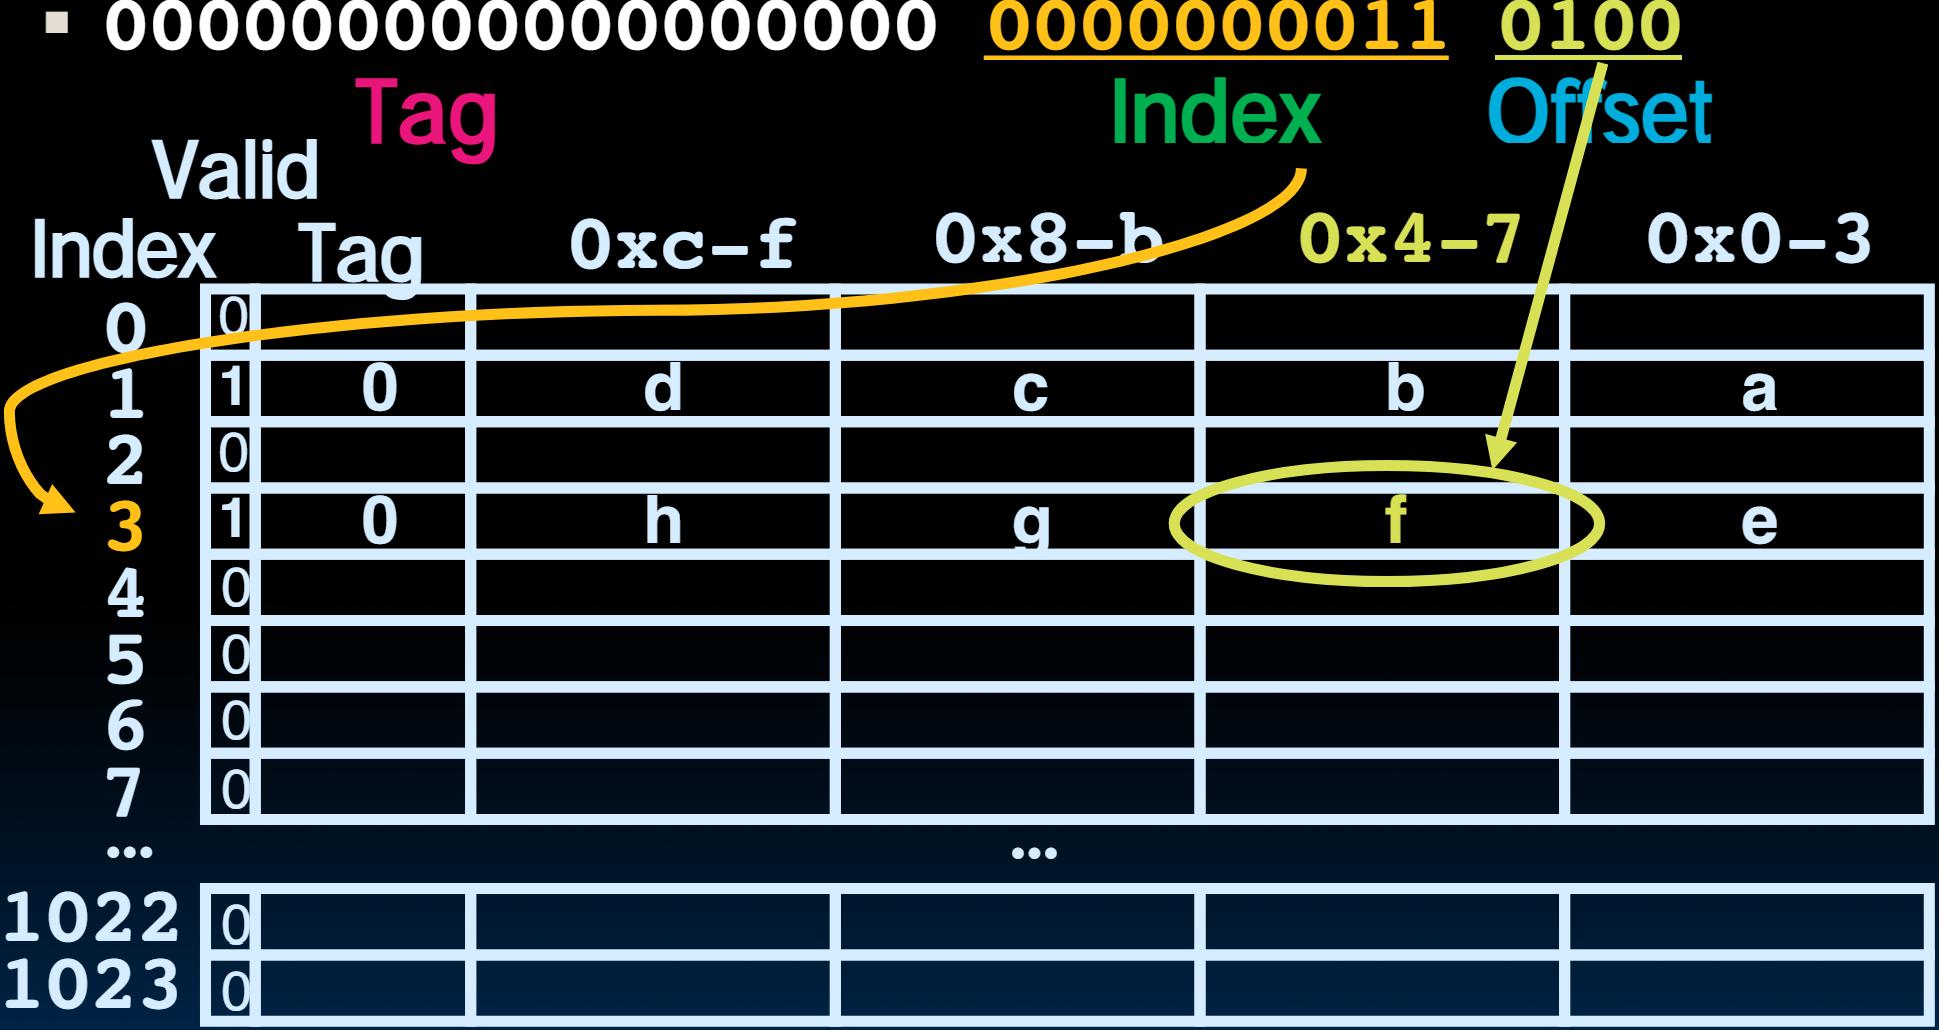 ▪ 000000000000000000 0000000011 0100
Tag Index Offset
Valid
Index Tag 0xc-f 0x8-b 0x4-7 0x0-3
0 0
1 1 0 d c b a
2 0
3 1 0 h g f e
4 0
5 0
6 0
7 0
... ...
1022 0
1023 0